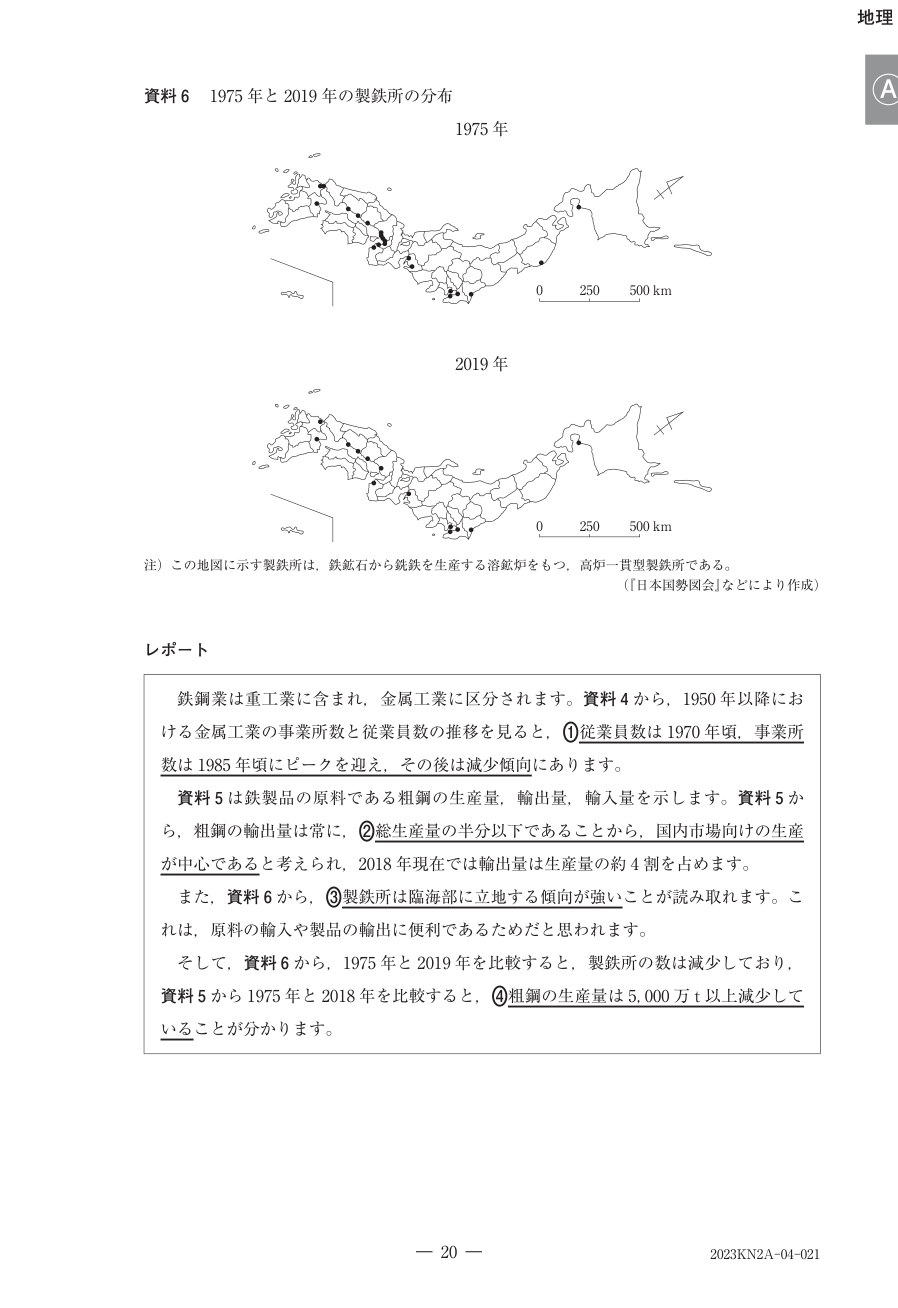 地理
Ⓐ
資料6 1975年と2019年の製鉄所の分布
1975年
0 250 500 km
2019年
0 250 500 km
注）この地図に示す製鉄所は，鉄鉱石から銑鉄を生産する溶鉱炉をもつ，高炉一貫型製鉄所である。
（『日本国勢図会』などにより作成）
レポート
鉄鋼業は重工業に含まれ，金属工業に区分されます。資料4から，1950年以降にお
ける金属工業の事業所数と従業員数の推移を見ると，①従業員数は1970年頃，事業所
数は1985年頃にピークを迎え，その後は減少傾向にあります。
資料5は鉄製品の原料である粗鋼の生産量，輸出量，輸入量を示します。資料5か
ら，粗鋼の輸出量は常に，②総生産量の半分以下であることから，国内市場向けの生産
が中心であると考えられ，2018年現在では輸出量は生産量の約4割を占めます。
また，資料6から，③製鉄所は臨海部に立地する傾向が強いことが読み取れます。こ
れは，原料の輸入や製品の輸出に便利であるためだと思われます。
そして，資料6から，1975年と2019年を比較すると，製鉄所の数は減少しており，
資料5から1975年と2018年を比較すると，④粗鋼の生産量は5,000万t以上減少して
いることが分かります。
― 20 ―
2023KN2A-04-021